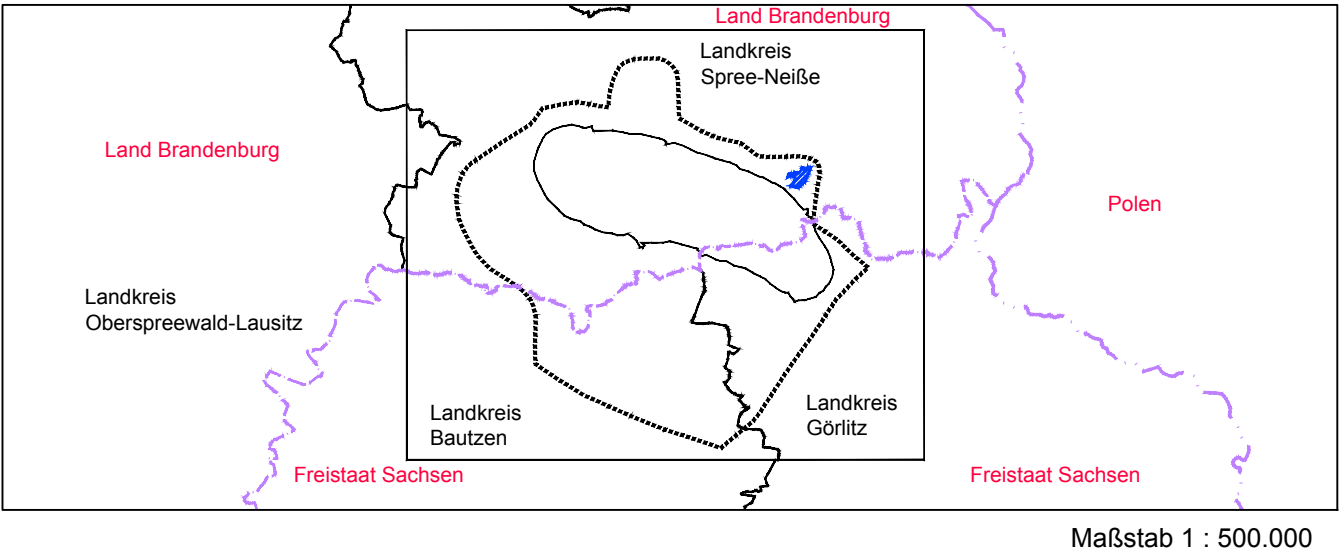 Land Brandenburg
Landkreis
Spree-Neiße
Land Brandenburg
Polen
Landkreis
Oberspreewald-Lausitz
Landkreis
Bautzen
Landkreis
Görlitz
Freistaat Sachsen
Freistaat Sachsen
Maßstab 1 : 500.000